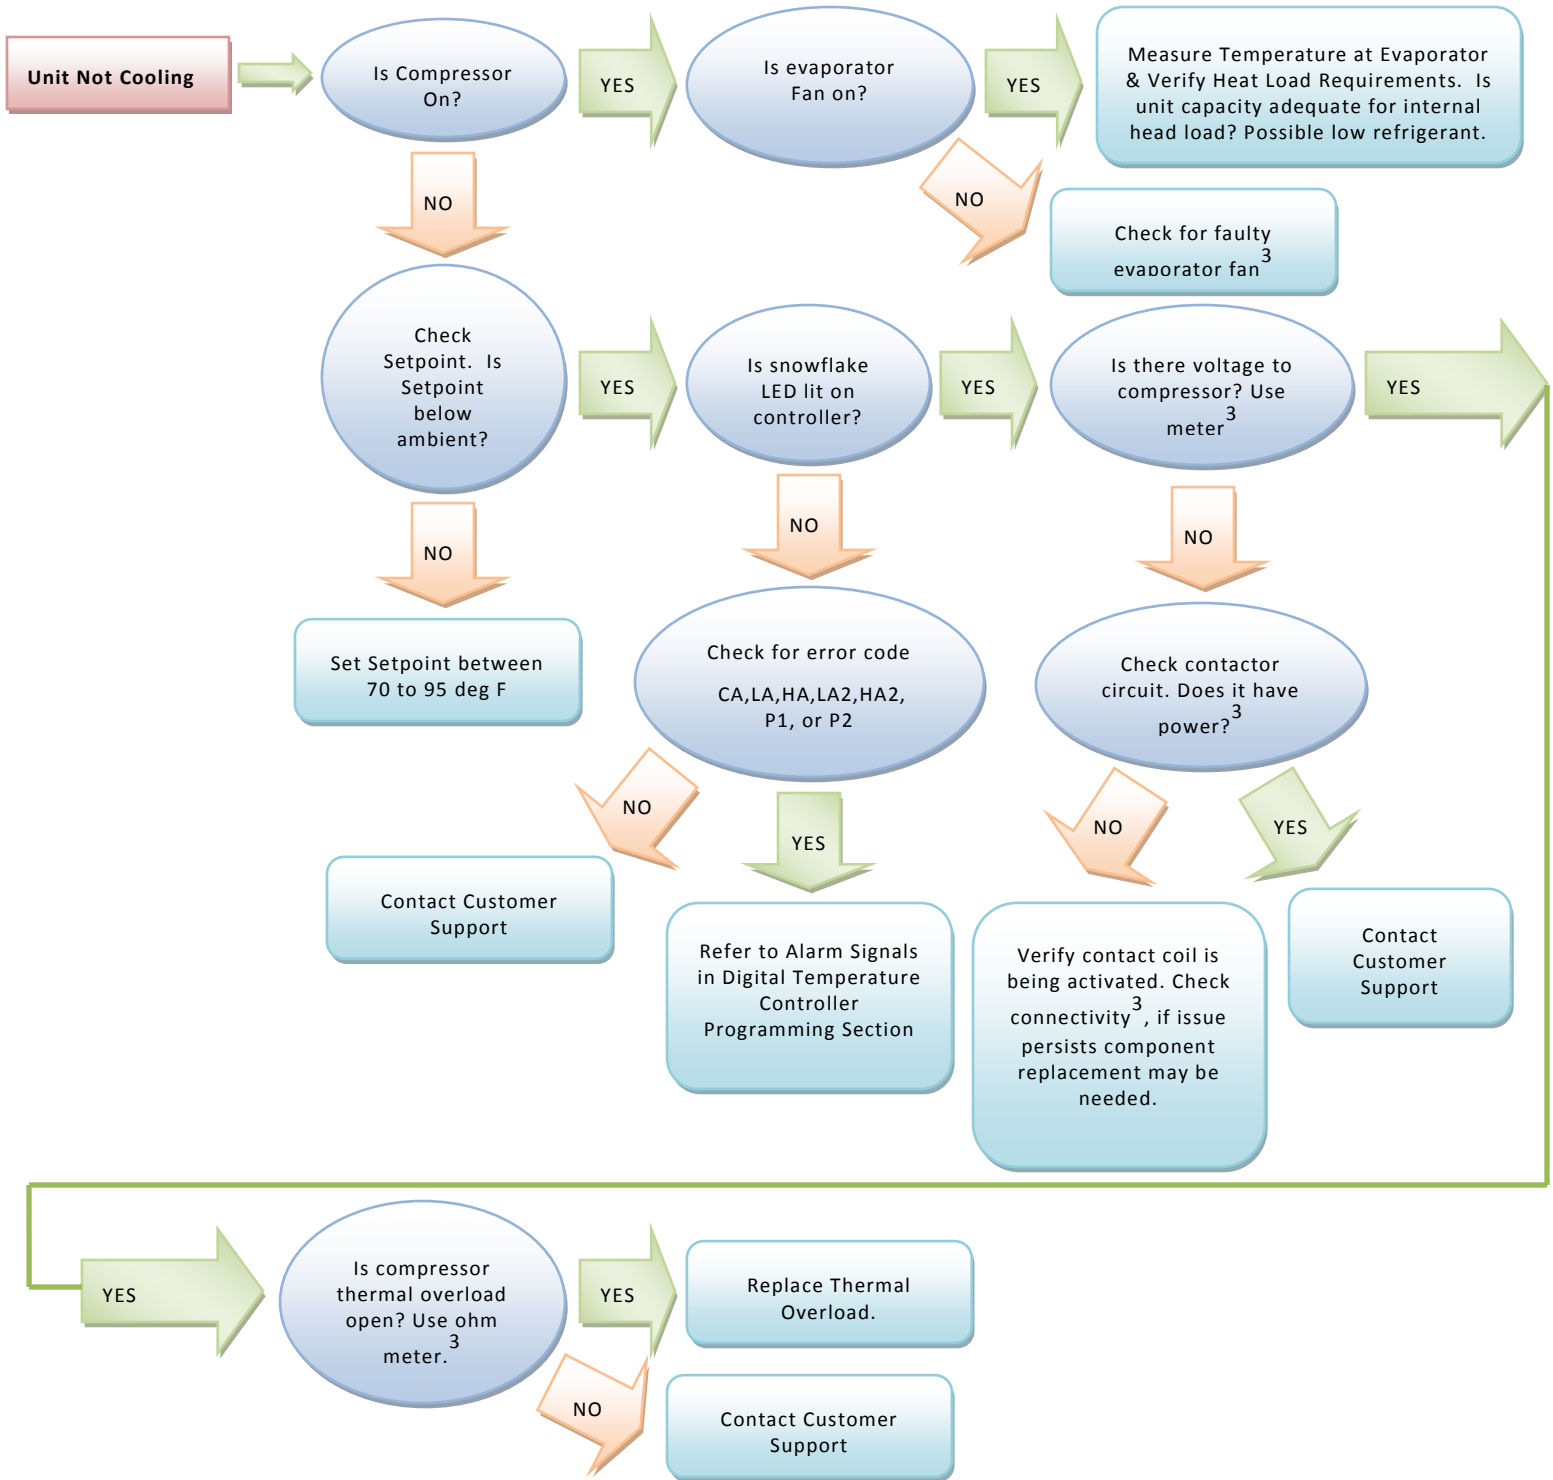 Unit Not Cooling
Is Compressor
On?
YES
Is evaporator
Fan on?
YES
Measure Temperature at Evaporator
& Verify Heat Load Requirements.  Is
unit capacity adequate for internal
head load? Possible low refrigerant.
NO
NO
Check for faulty
evaporator fan3
Check
Setpoint.  Is
Setpoint
below
ambient?
YES
Is snowflake
LED lit on
controller?
YES
Is there voltage to
compressor? Use
meter3
YES
NO
NO
NO
Set Setpoint between
70 to 95 deg F
Check for error code
CA,LA,HA,LA2,HA2,
P1, or P2
Check contactor
circuit. Does it have
power?3
NO
YES
NO
YES
Contact Customer
Support
Refer to Alarm Signals
in Digital Temperature
Controller
Programming Section
Verify contact coil is
being activated. Check
connectivity3, if issue
persists component
replacement may be
needed.
Contact
Customer
Support
YES
Is compressor
thermal overload
open? Use ohm
meter.3
YES
Replace Thermal
Overload.
NO
Contact Customer
Support